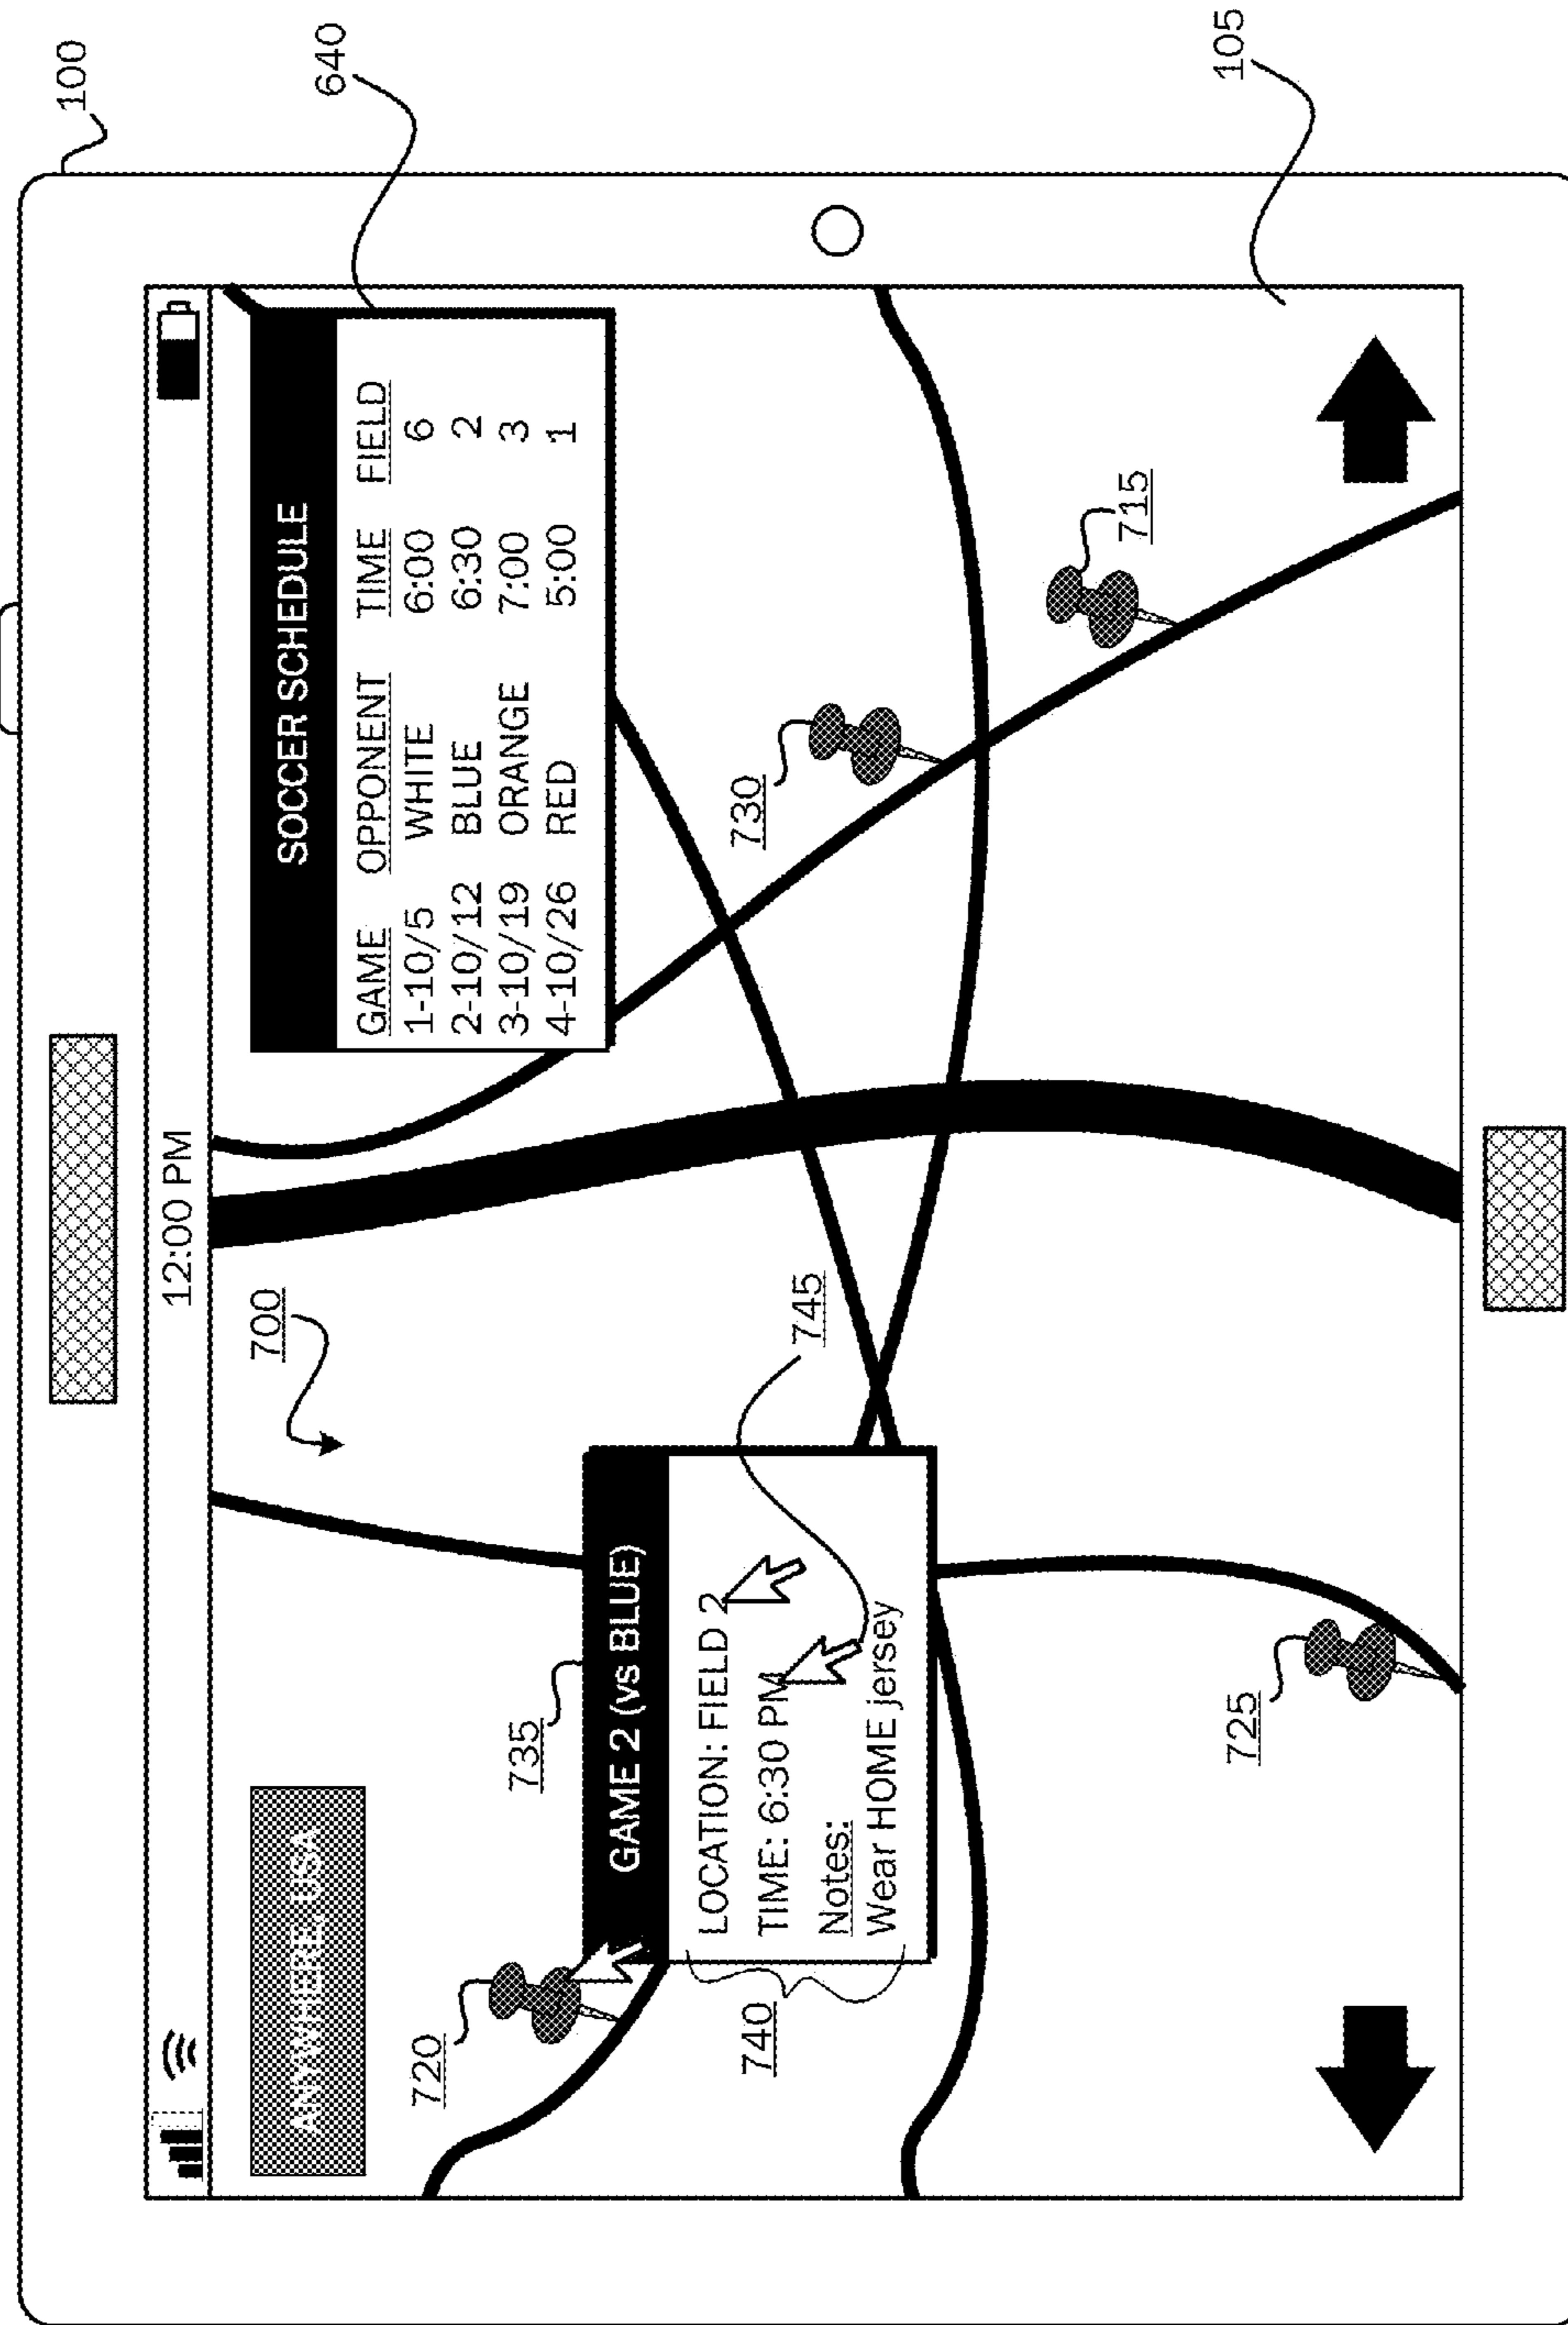 100
12:00 PM
ANYWHERE, USA
700
640
SOCCER SCHEDULE
GAME OPPONENT TIME FIELD
1-10/5 WHITE 6:00 6
2-10/12 BLUE 6:30 2
3-10/19 ORANGE 7:00 3
4-10/26 RED 5:00 1
720
735
GAME 2 (vs BLUE)
LOCATION: FIELD 2
TIME: 6:30 PM
Notes:
Wear HOME jersey
740
745
730
715
725
105